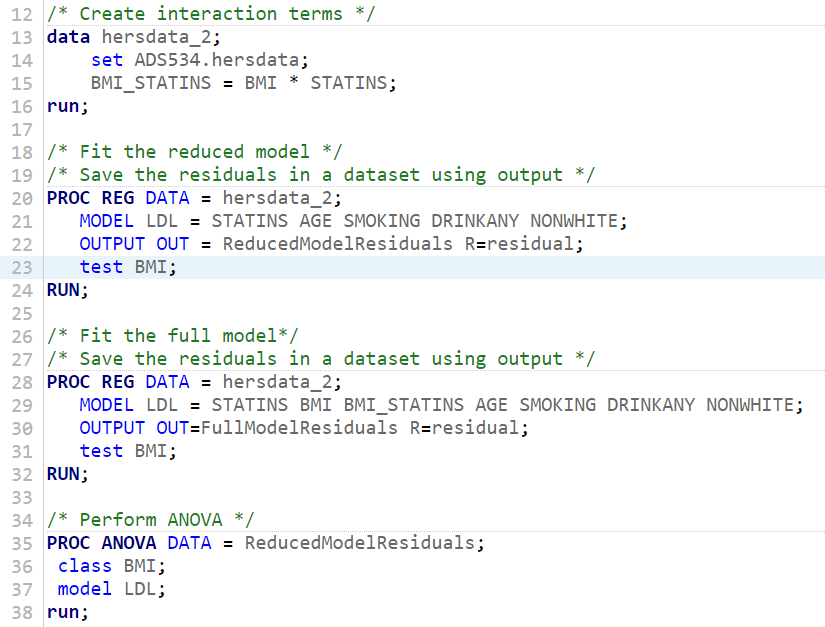 12 /* Create interaction terms */
13 data hersdata_2;
14     set ADS534.hersdata;
15     BMI_STATINS = BMI * STATINS;
16 run;
17
18 /* Fit the reduced model */
19 /* Save the residuals in a dataset using output */
20 PROC REG DATA = hersdata_2;
21    MODEL LDL = STATINS AGE SMOKING DRINKANY NONWHITE;
22    OUTPUT OUT = ReducedModelResiduals R=residual;
23    test BMI;
24 RUN;
25
26 /* Fit the full model*/
27 /* Save the residuals in a dataset using output */
28 PROC REG DATA = hersdata_2;
29    MODEL LDL = STATINS BMI BMI_STATINS AGE SMOKING DRINKANY NONWHITE;
30    OUTPUT OUT=FullModelResiduals R=residual;
31    test BMI;
32 RUN;
33
34 /* Perform ANOVA */
35 PROC ANOVA DATA = ReducedModelResiduals;
36  class BMI;
37  model LDL;
38 run;